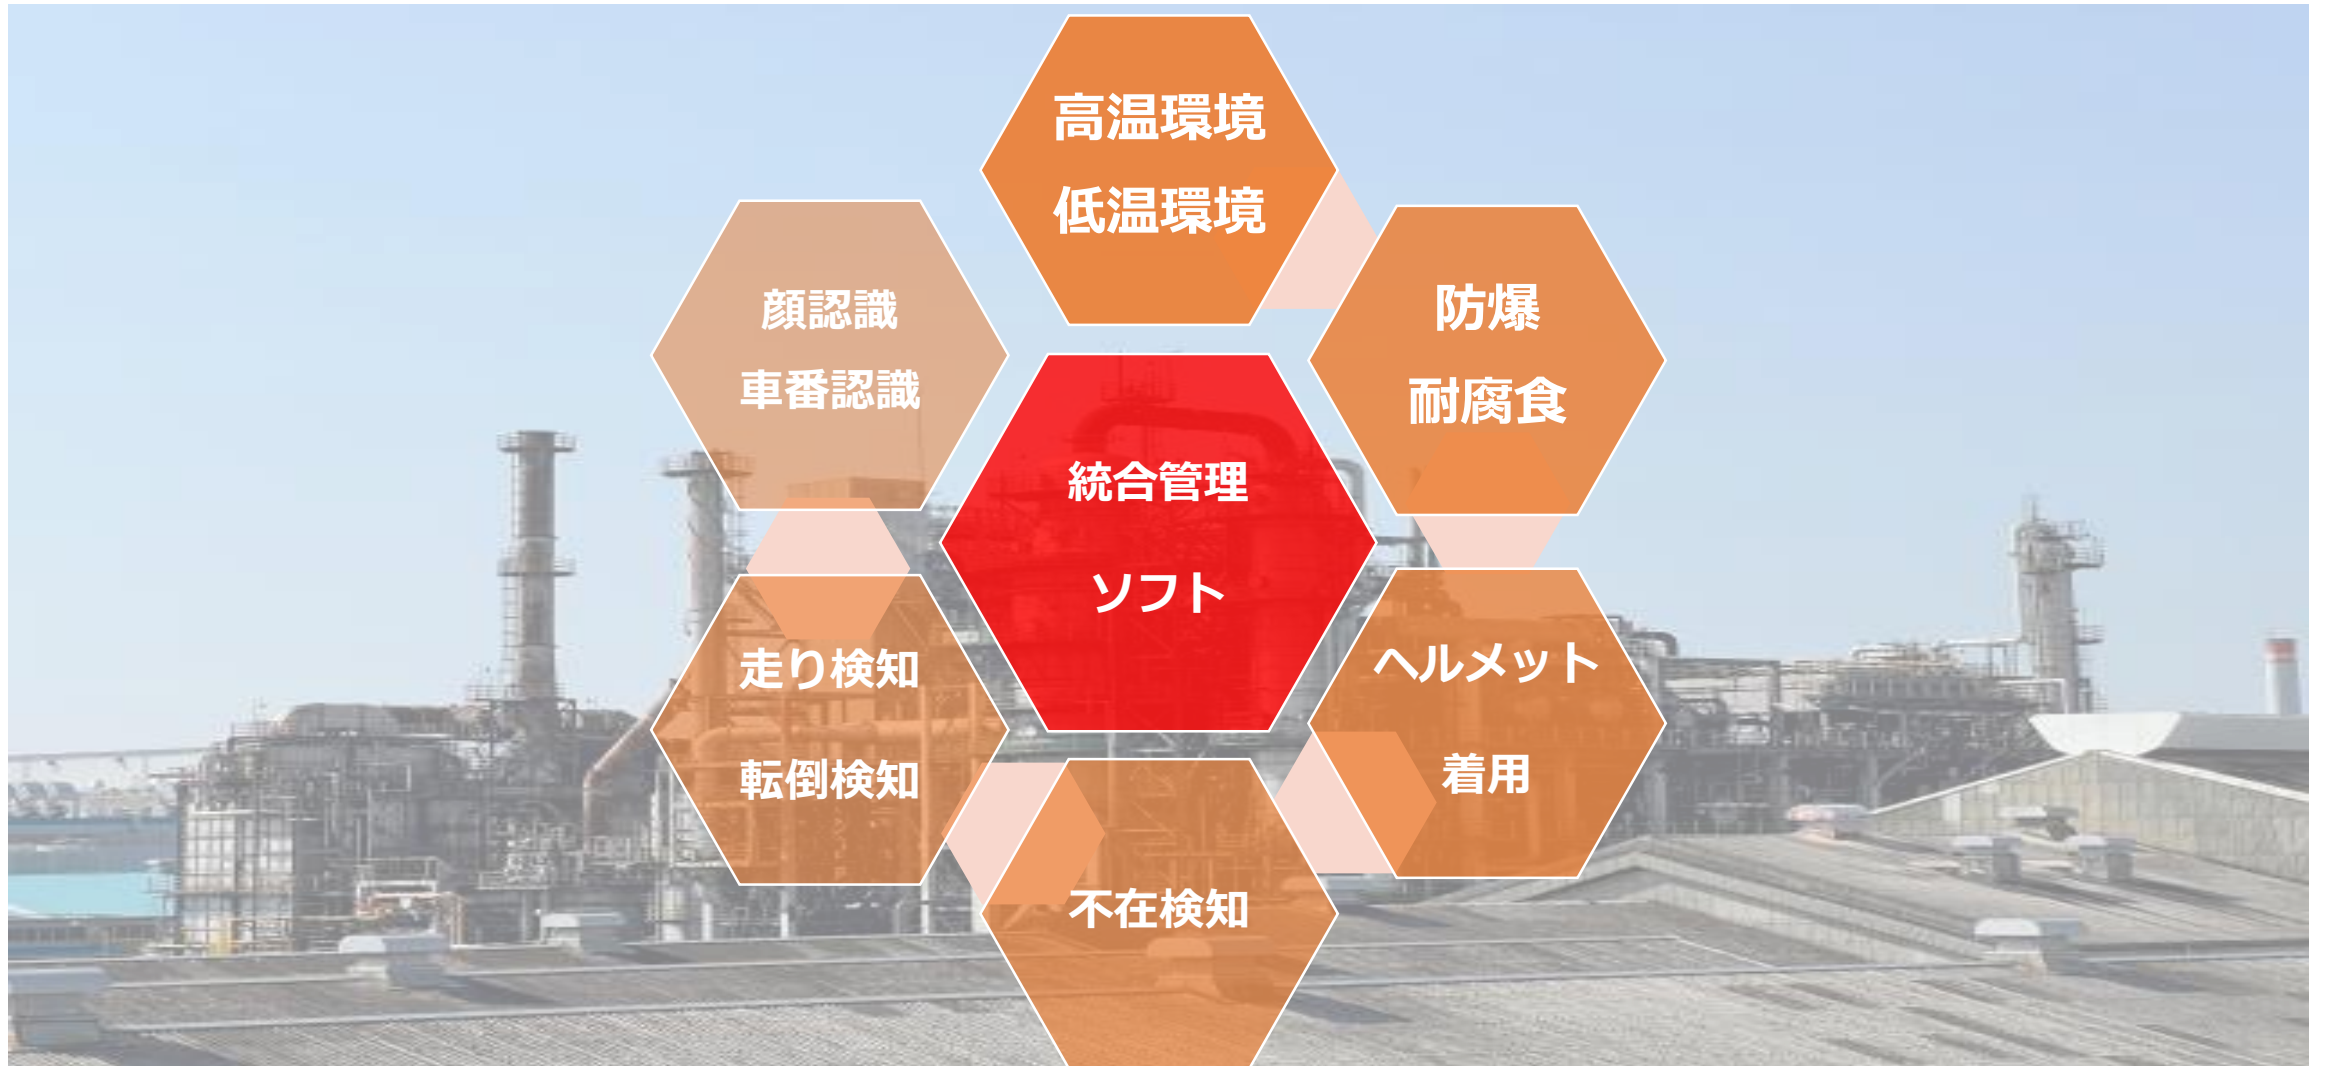 高温環境
低温環境
防爆
耐腐食
顔認識
車番認識
統合管理
ソフト
ヘルメット
着用
走り検知
転倒検知
不在検知